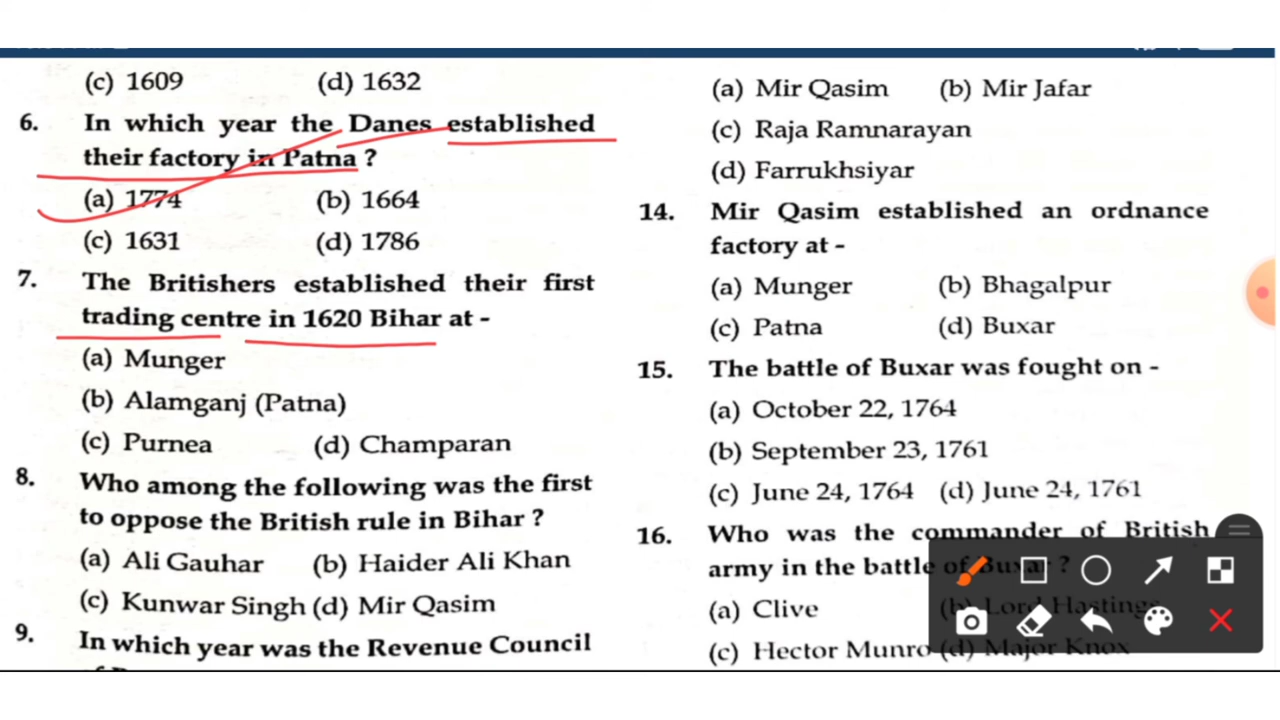 (c) 1609 (d) 1632
6. In which year the Danes established
their factory in Patna ?
(a) 1774 (b) 1664
(c) 1631 (d) 1786
7. The Britishers established their first
trading centre in 1620 Bihar at -
(a) Munger
(b) Alamganj (Patna)
(c) Purnea (d) Champaran
8. Who among the following was the first
to oppose the British rule in Bihar ?
(a) Ali Gauhar (b) Haider Ali Khan
(c) Kunwar Singh (d) Mir Qasim
9. In which year was the Revenue Council
(a) Mir Qasim (b) Mir Jafar
(c) Raja Ramnarayan
(d) Farrukhsiyar
14. Mir Qasim established an ordnance
factory at -
(a) Munger (b) Bhagalpur
(c) Patna (d) Buxar
15. The battle of Buxar was fought on -
(a) October 22, 1764
(b) September 23, 1761
(c) June 24, 1764 (d) June 24, 1761
16. Who was the commander of British
army in the battle of Buxar ?
(a) Clive (b) Lord Hastings
(c) Hector Munro (d) Major Knox